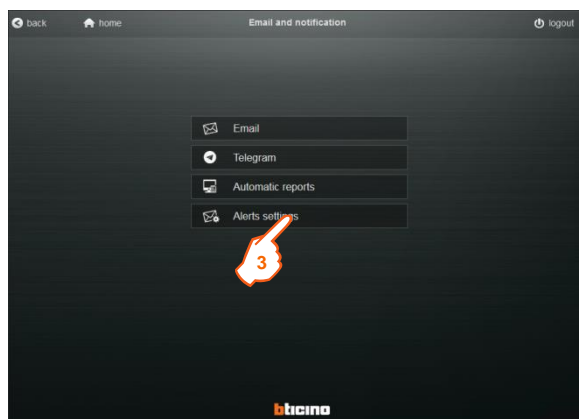 back home Email and notification logout
Email
Telegram
Automatic reports
Alerts settings
3
bticino